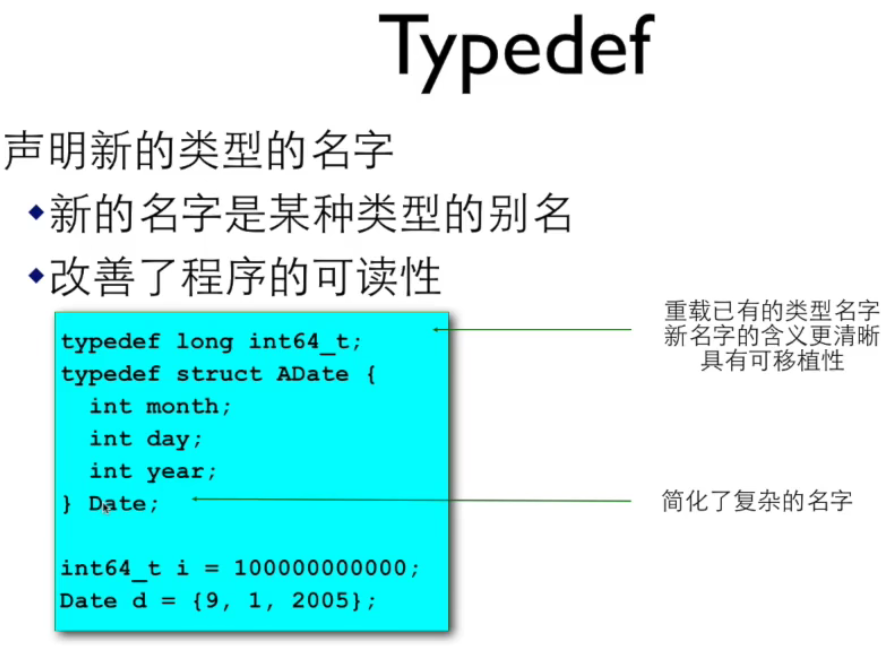 Typedef
声明新的类型的名字
◆新的名字是某种类型的别名
◆改善了程序的可读性
重载已有的类型名字
新名字的含义更清晰
具有可移植性
typedef long int64_t;
typedef struct ADate {
  int month;
  int day;
  int year;
} Date;
简化了复杂的名字
int64_t i = 100000000000;
Date d = {9, 1, 2005};